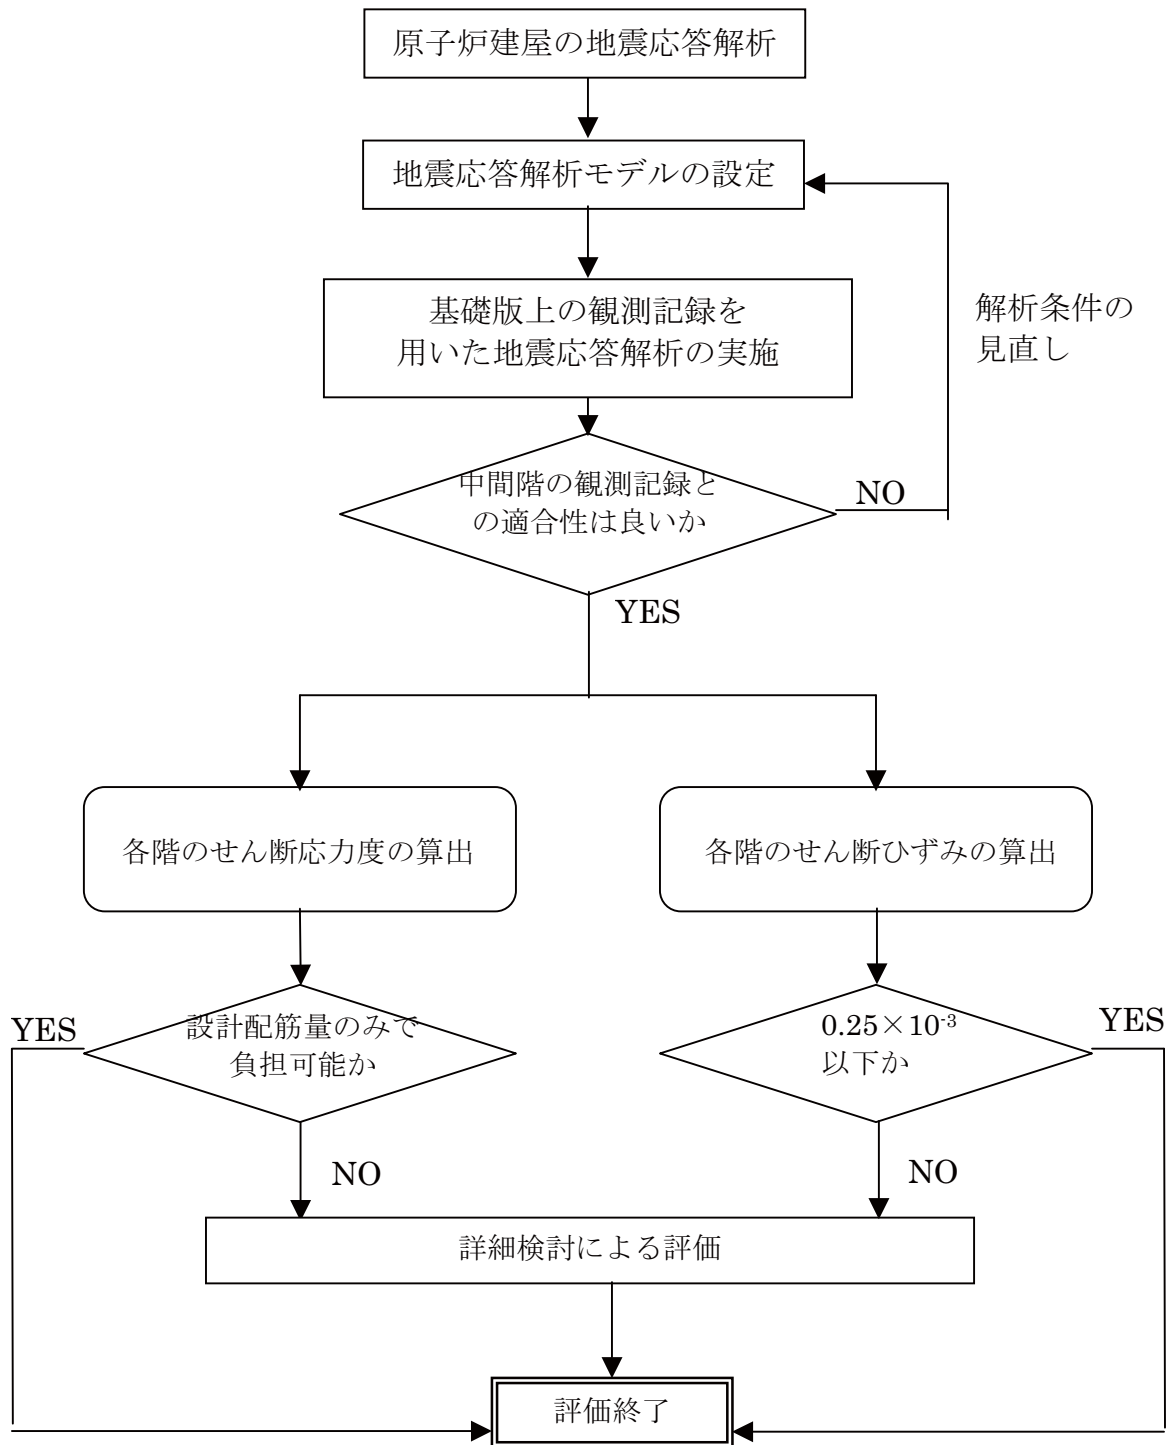 原子炉建屋の地震応答解析
地震応答解析モデルの設定
基礎版上の観測記録を
用いた地震応答解析の実施
解析条件の
見直し
中間階の観測記録と
の適合性は良いか
NO
YES
各階のせん断応力度の算出
各階のせん断ひずみの算出
YES
設計配筋量のみで
負担可能か
0.25×10⁻³
以下か
YES
NO
NO
詳細検討による評価
評価終了